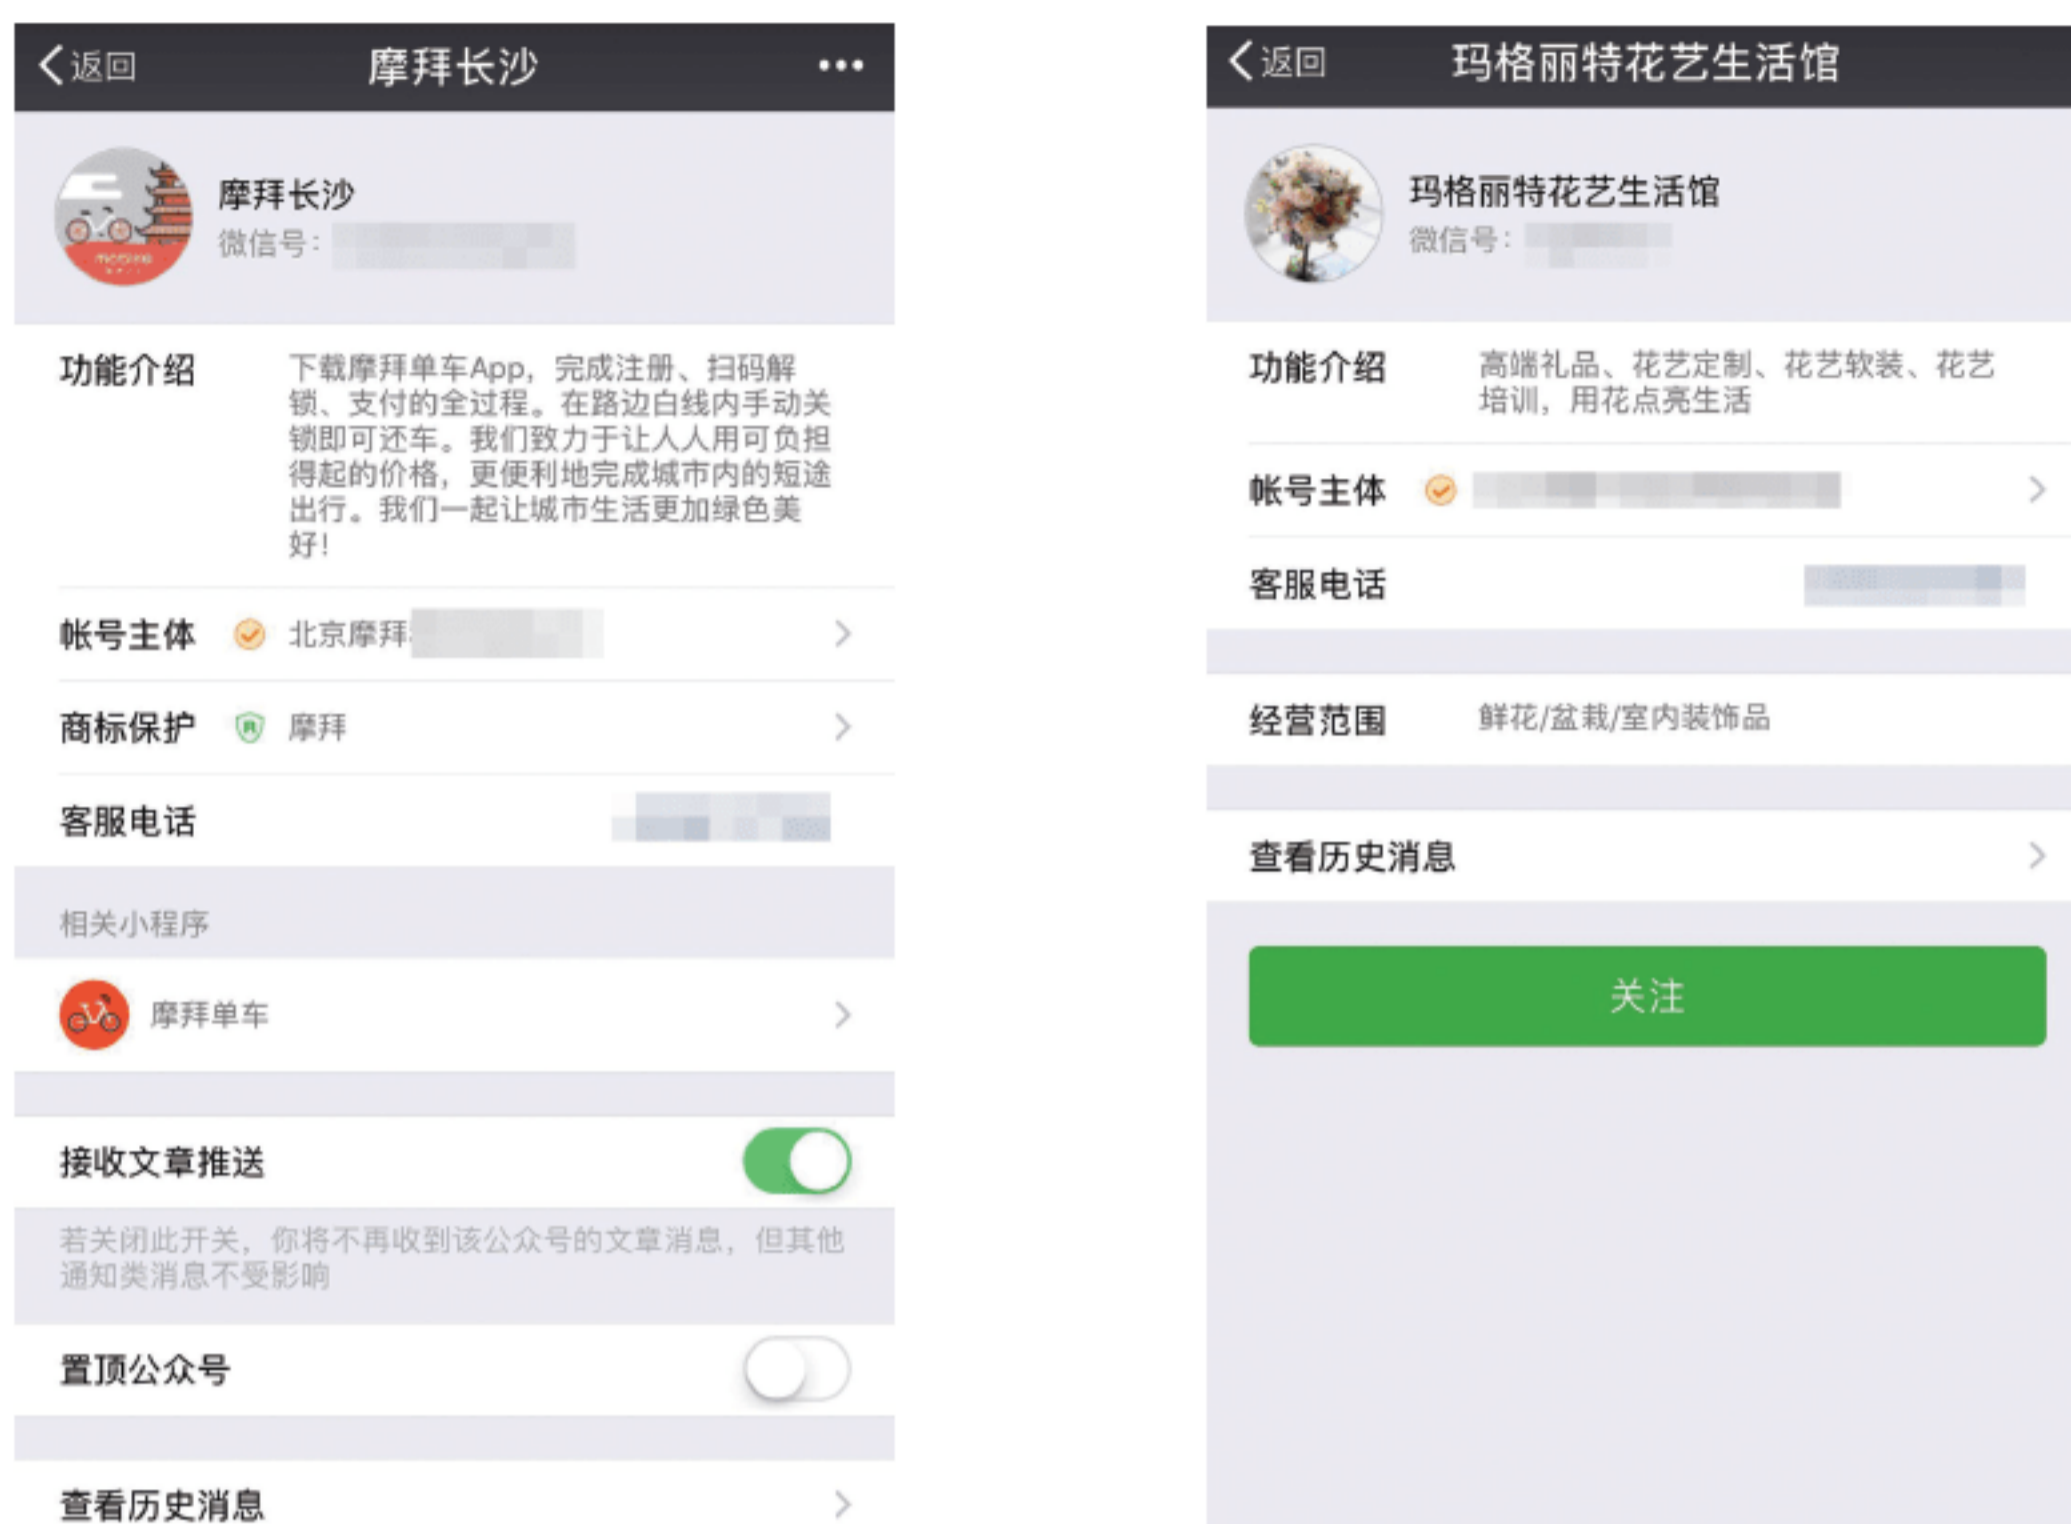 返回
摩拜长沙
摩拜长沙
微信号：
功能介绍
下载摩拜单车App，完成注册、扫码解
锁、支付的全过程。在路边白线内手动关
锁即可还车。我们致力于让人人用可负担
得起的价格，更便利地完成城市内的短途
出行。我们一起让城市生活更加绿色美
好！
帐号主体
北京摩拜
商标保护
摩拜
客服电话
相关小程序
摩拜单车
接收文章推送
若关闭此开关，你将不再收到该公众号的文章消息，但其他
通知类消息不受影响
置顶公众号
查看历史消息
返回
玛格丽特花艺生活馆
玛格丽特花艺生活馆
微信号：
功能介绍
高端礼品、花艺定制、花艺软装、花艺
培训，用花点亮生活
帐号主体
客服电话
经营范围
鲜花/盆栽/室内装饰品
查看历史消息
关注